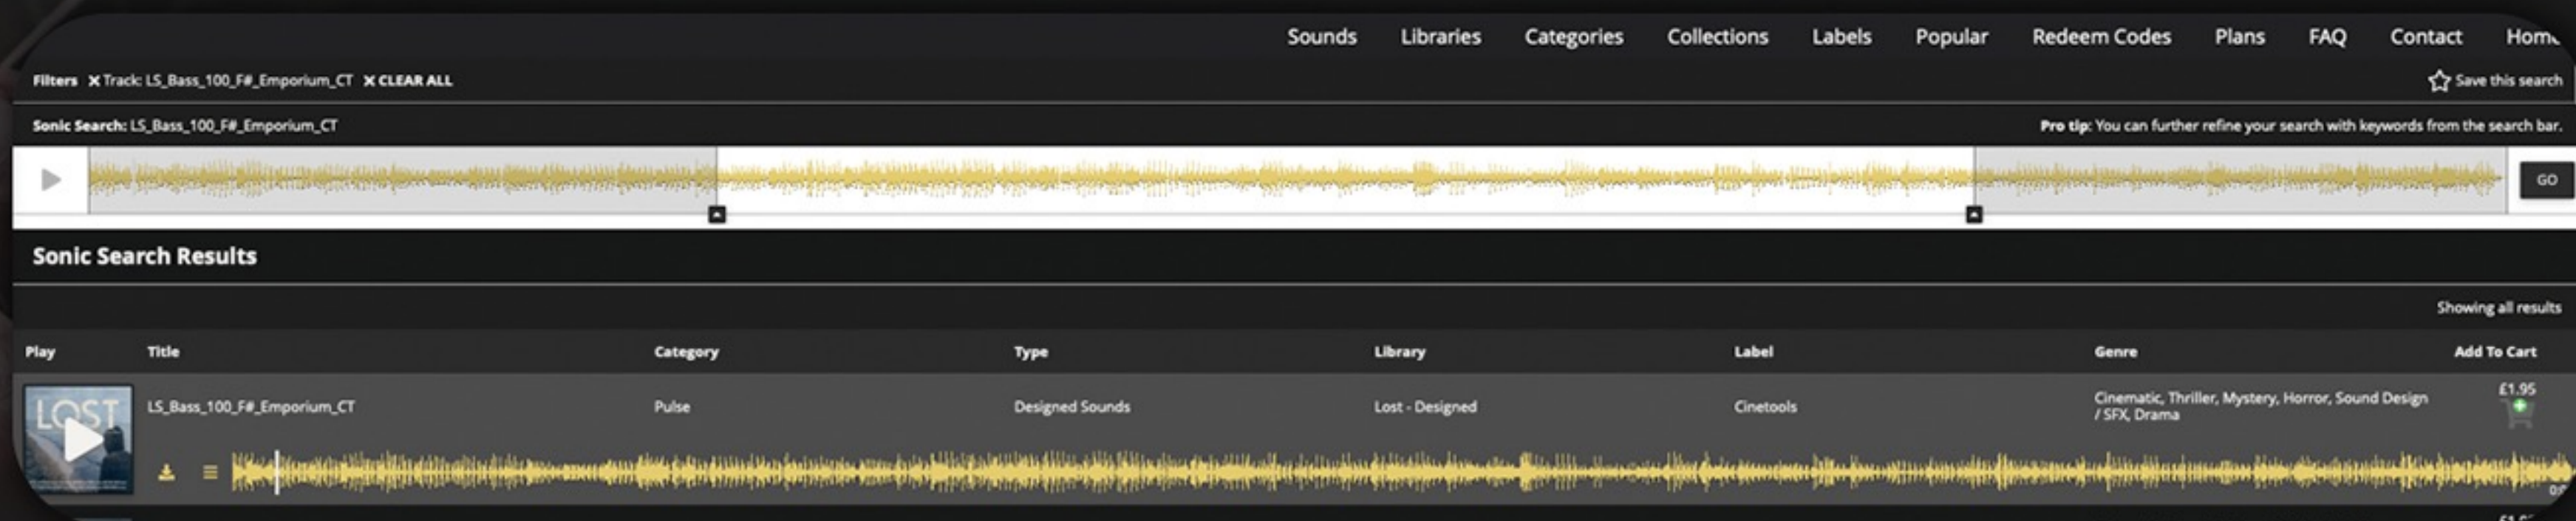 Sounds Libraries Categories Collections Labels Popular Redeem Codes Plans FAQ Contact
Filters X Track: LS_Bass_100_F#_Emporium_CT X CLEAR ALL Save this search
Sonic Search: LS_Bass_100_F#_Emporium_CT Pro tip: You can further refine your search with keywords from the search bar.
GO
Sonic Search Results
Showing all results
Play Title Category Type Library Label Genre Add To Cart
LOST
LS_Bass_100_F#_Emporium_CT Pulse Designed Sounds Lost - Designed Cinetools Cinematic, Thriller, Mystery, Horror, Sound Design
/ SFX, Drama
£1.95